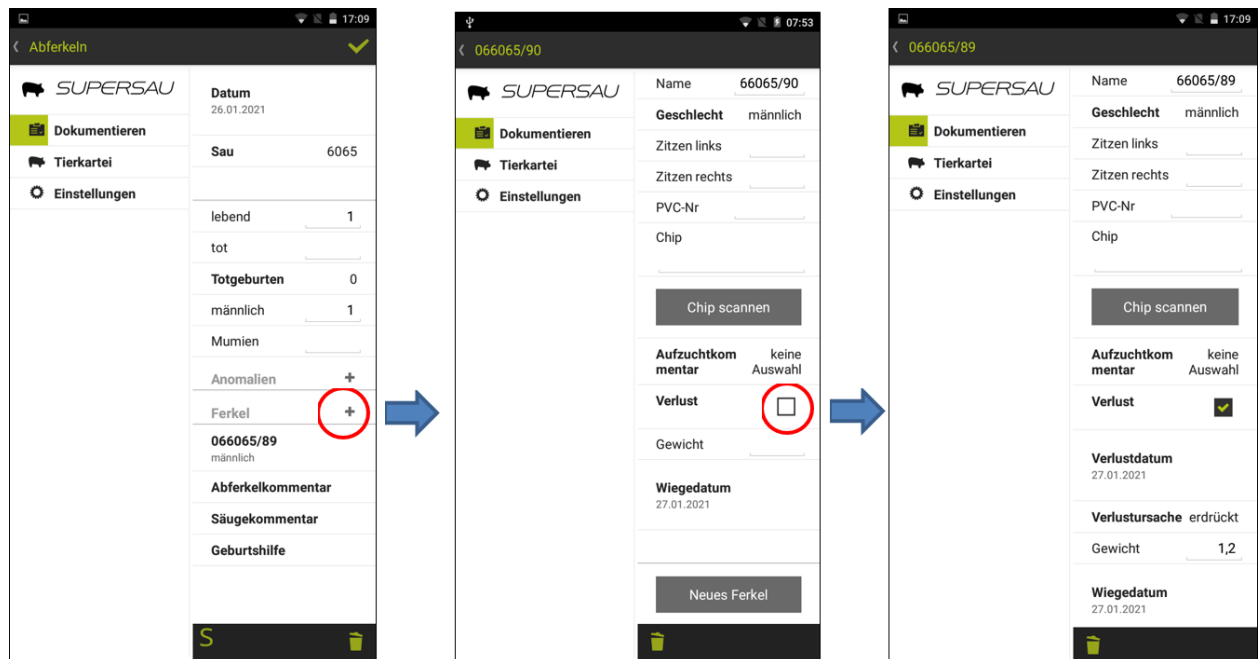 17:09
Abferkeln
SUPERSAU
Dokumentieren
Tierkartei
Einstellungen
Datum
26.01.2021
Sau 6065
lebend 1
tot
Totgeburten 0
männlich 1
Mumien
Anomalien +
Ferkel +
066065/89
männlich
Abferkelkommentar
Säugekommentar
Geburtshilfe
S
07:53
066065/90
SUPERSAU
Dokumentieren
Tierkartei
Einstellungen
Name 66065/90
Geschlecht männlich
Zitzen links
Zitzen rechts
PVC-Nr
Chip
Chip scannen
Aufzuchtkom keine
mentar Auswahl
Verlust
Gewicht
Wiegedatum
27.01.2021
Neues Ferkel
17:09
066065/89
SUPERSAU
Dokumentieren
Tierkartei
Einstellungen
Name 66065/89
Geschlecht männlich
Zitzen links
Zitzen rechts
PVC-Nr
Chip
Chip scannen
Aufzuchtkom keine
mentar Auswahl
Verlust
Verlustdatum
27.01.2021
Verlustursache erdrückt
Gewicht 1,2
Wiegedatum
27.01.2021